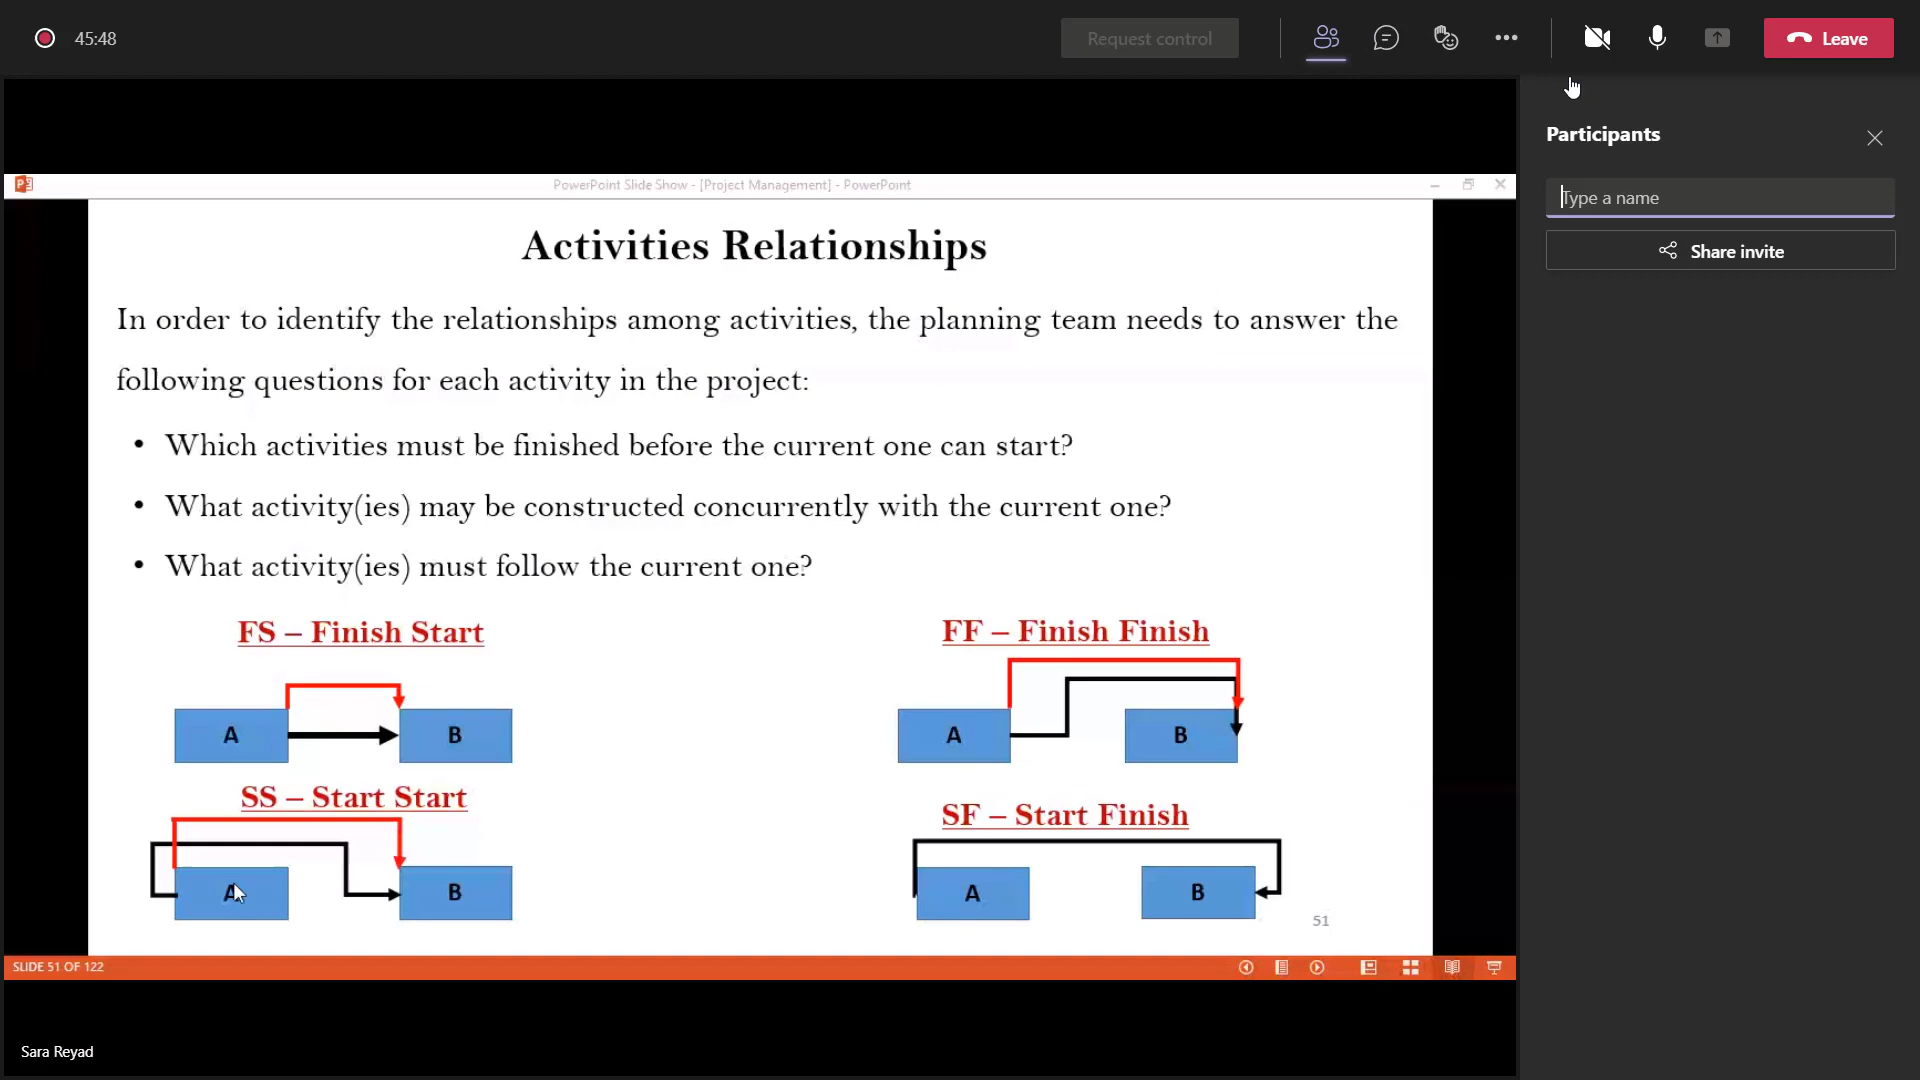 45:48
Request control
Leave
Participants
Type a name
Share invite
PowerPoint Slide Show - [Project Management] - PowerPoint
Activities Relationships
In order to identify the relationships among activities, the planning team needs to answer the
following questions for each activity in the project:
• Which activities must be finished before the current one can start?
• What activity(ies) may be constructed concurrently with the current one?
• What activity(ies) must follow the current one?
FS – Finish Start
A
B
FF – Finish Finish
A
B
SS – Start Start
A
B
SF – Start Finish
A
B
51
SLIDE 51 OF 122
Sara Reyad